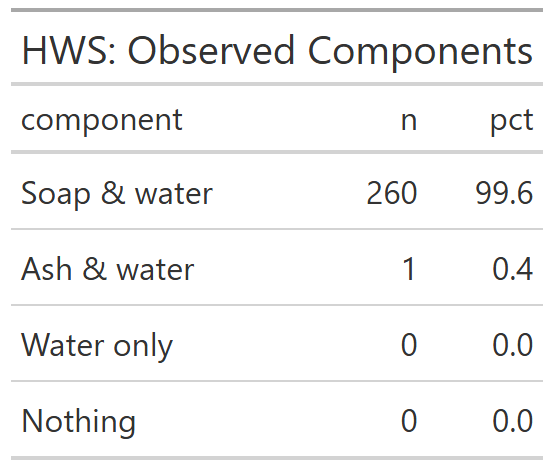 HWS: Observed Components
component n pct
Soap & water 260 99.6
Ash & water 1 0.4
Water only 0 0.0
Nothing 0 0.0